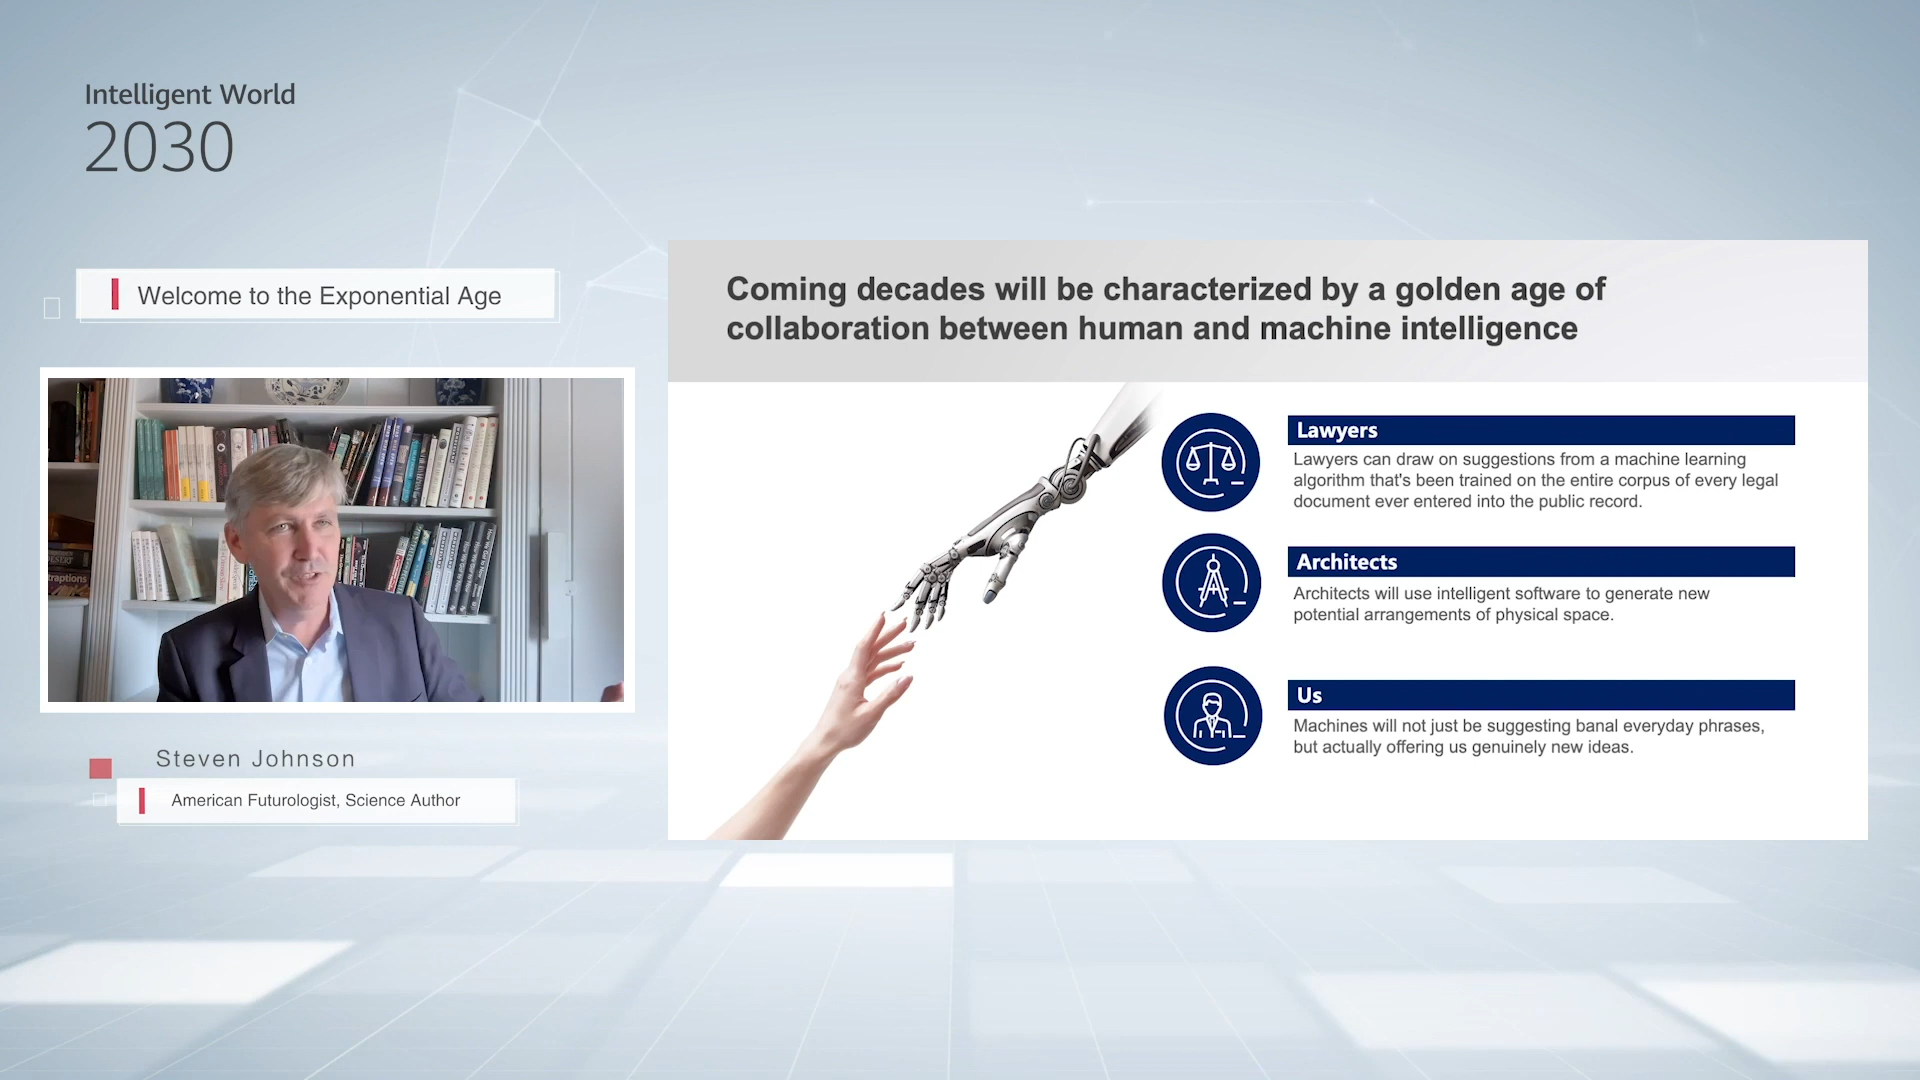 Intelligent World
2030
Welcome to the Exponential Age
Steven Johnson
American Futurologist, Science Author
Coming decades will be characterized by a golden age of
collaboration between human and machine intelligence
Lawyers
Lawyers can draw on suggestions from a machine learning
algorithm that's been trained on the entire corpus of every legal
document ever entered into the public record.
Architects
Architects will use intelligent software to generate new
potential arrangements of physical space.
Us
Machines will not just be suggesting banal everyday phrases,
but actually offering us genuinely new ideas.